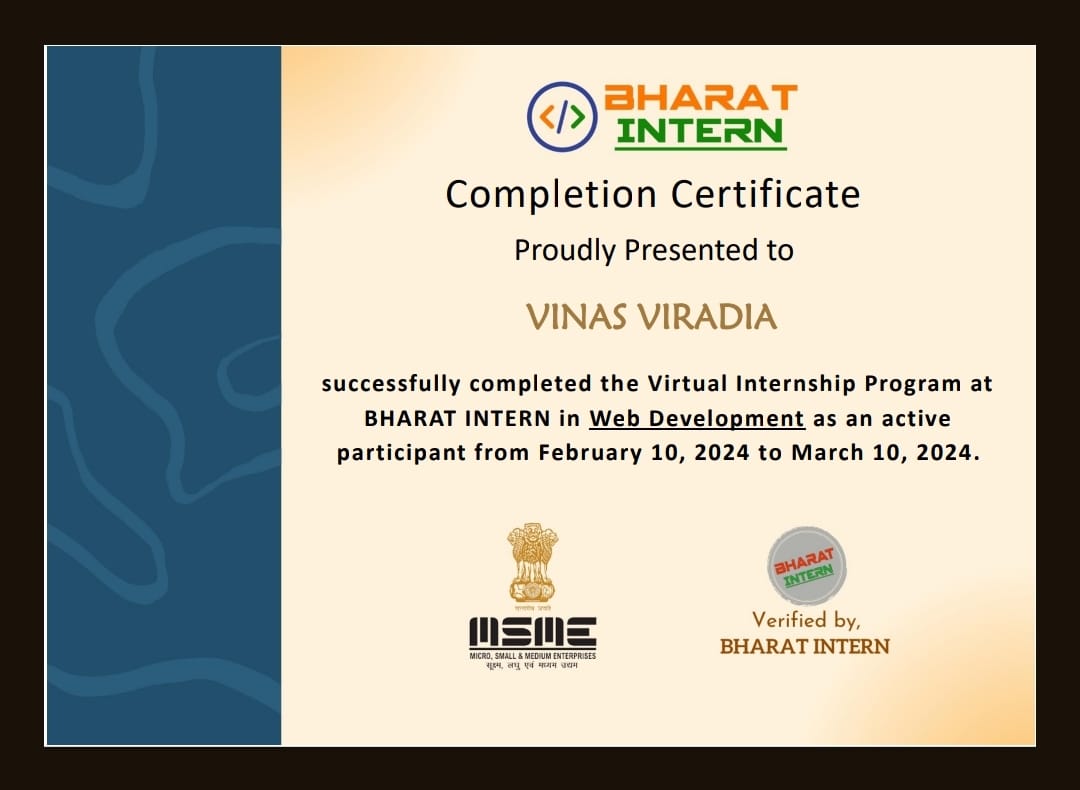 BHARAT
INTERN
Completion Certificate
Proudly Presented to
VINAS VIRADIA
successfully completed the Virtual Internship Program at
BHARAT INTERN in Web Development as an active
participant from February 10, 2024 to March 10, 2024.
सत्यमेव जयते
MSME
MICRO, SMALL & MEDIUM ENTERPRISES
सूक्ष्म, लघु एवं मध्यम उद्यम
BHARAT
INTERN
Verified by,
BHARAT INTERN